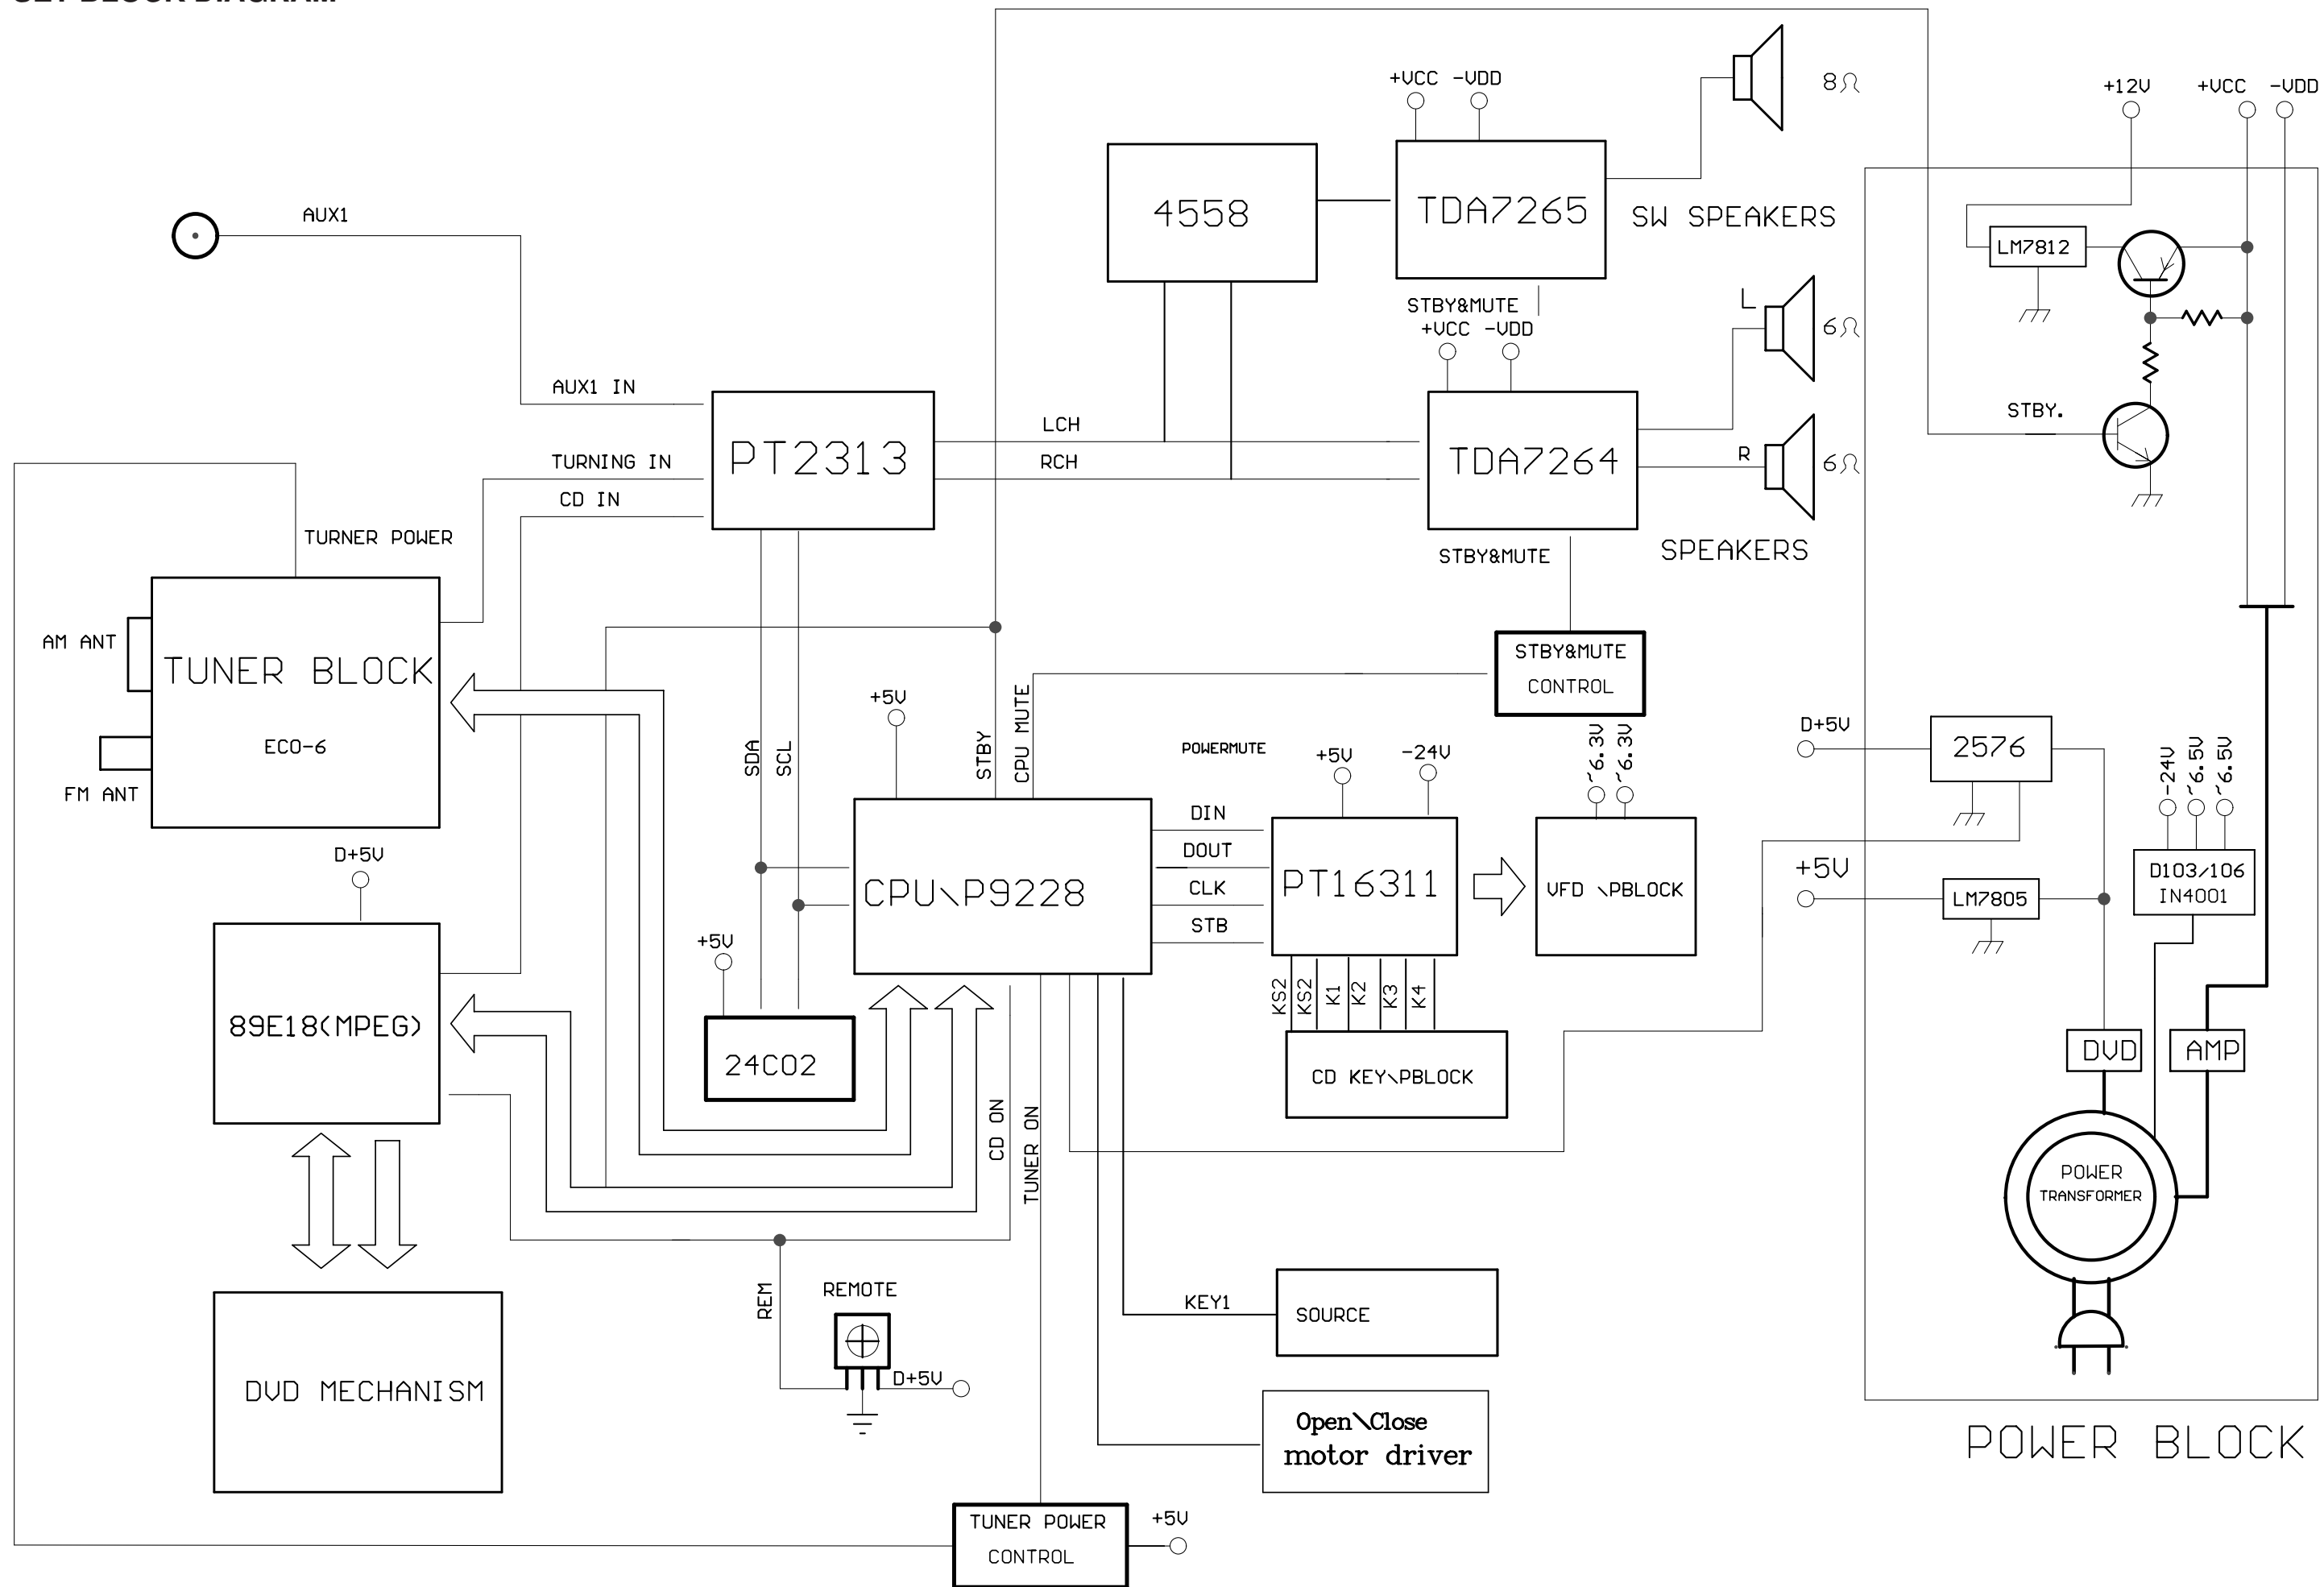 SET BLOCK DIAGRAM
+VCC -VDD
8Ω
+12V
+VCC -VDD
4558
TDA7265
SW SPEAKERS
AUX1
LM7812
STBY&MUTE
+VCC -VDD
L
6Ω
AUX1 IN
PT2313
LCH
TDA7264
STBY.
TURNING IN
RCH
R
6Ω
CD IN
TURNER POWER
STBY&MUTE
SPEAKERS
AM ANT
TUNER BLOCK
STBY&MUTE
CONTROL
ECO-6
FM ANT
+5V
SDA
SCL
STBY
CPU MUTE
POWERMUTE
+5V
-24V
~6.3V
~6.3V
D+5V
2576
-24V
~6.5V
~6.5V
D+5V
DIN
DOUT
CLK
STB
CPU\P9228
PT16311
VFD \PBLOCK
+5V
LM7805
D103/106
IN4001
+5V
89E18(MPEG)
24C02
KS2
KS2
K1
K2
K3
K4
CD KEY\PBLOCK
DVD
AMP
CD ON
TUNER ON
POWER
TRANSFORMER
REM
REMOTE
D+5V
KEY1
SOURCE
DVD MECHANISM
Open\Close
motor driver
POWER BLOCK
TUNER POWER
CONTROL
+5V